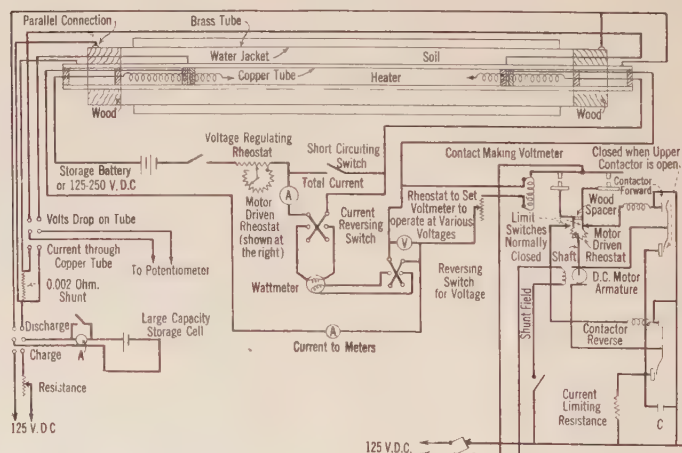 Parallel Connection
Brass Tube
Water Jacket
Soil
Copper Tube
Heater
Wood
Wood
Voltage Regulating
Rheostat
Short Circuiting
Switch
Contact Making Voltmeter
Closed when Upper
Contactor is open
Storage Battery
or 125-250 V.D.C
A
Total Current
Motor
Driven
Rheostat
(shown at
the right)
Current
Reversing
Switch
Rheostat to Set
Voltmeter to
operate at Various
Voltages
Contactor
Forward
Wood
Spacer
Limit
Switches
Normally
Closed
Motor
Driven
Rheostat
Volts Drop on Tube
Current through
Copper Tube
To Potentiometer
V
Wattmeter
Reversing
Switch
for Voltage
Shaft
D.C. Motor
Armature
0.002 Ohm.
Shunt
Shunt Field
Discharge
Large Capacity
Storage Cell
A
Charge
A
Current to Meters
Contactor
Reverse
Resistance
Current
Limiting
Resistance
C
125 V. D C
125 V.D.C.